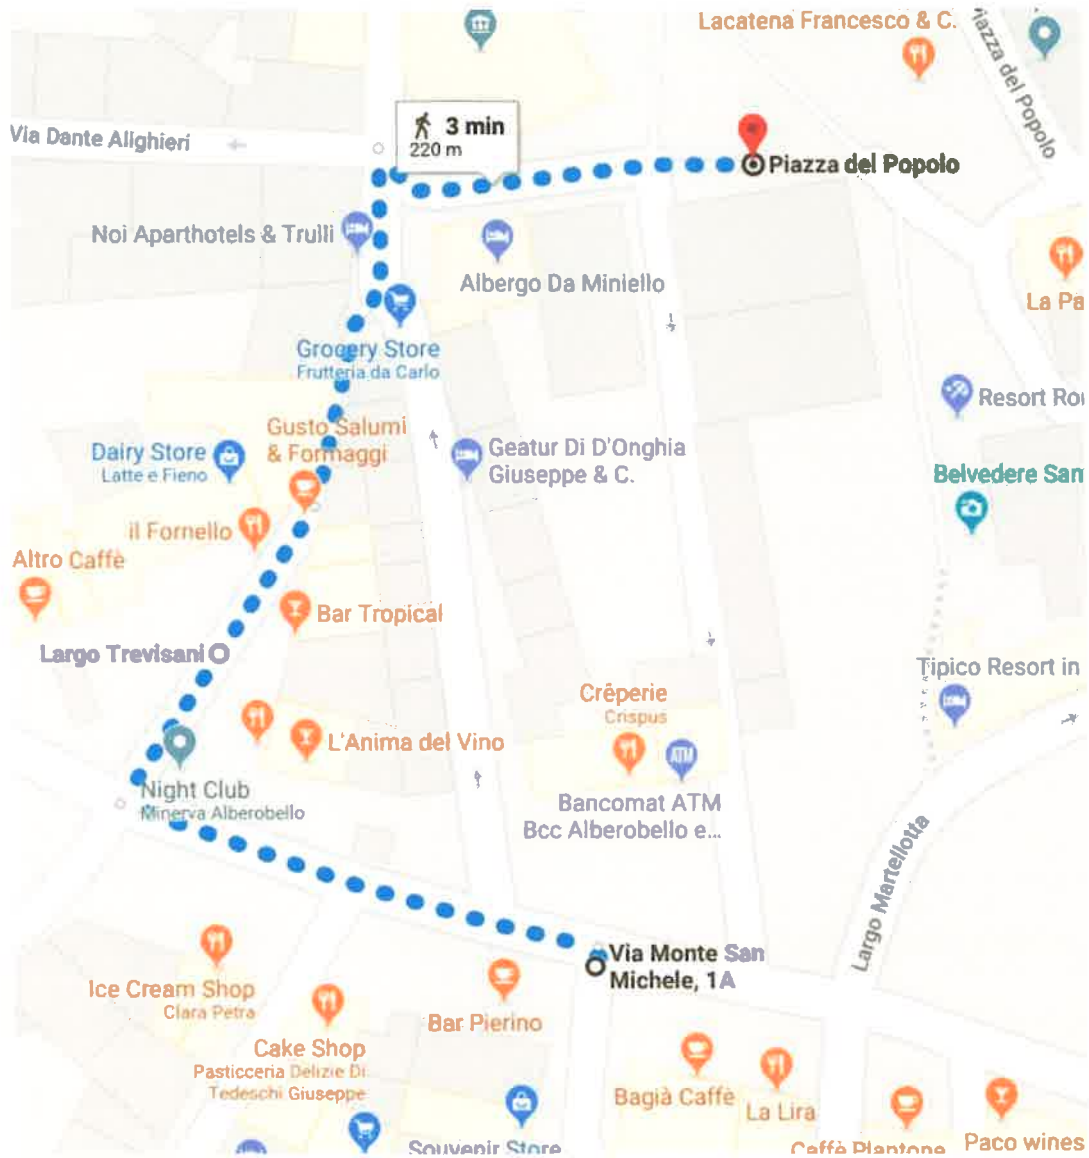 Lacatena Francesco & C.
Piazza del Popolo
Via Dante Alighieri
3 min
220 m
Piazza del Popolo
Noi Aparthotels & Trulli
Albergo Da Miniello
La Pa
Grocery Store
Frutteria da Carlo
Resort Roi
Gusto Salumi
& Formaggi
Dairy Store
Latte e Fieno
Geatur Di D'Onghia
Giuseppe & C.
Belvedere San
il Fornello
Altro Caffè
Bar Tropical
Largo Trevisani
Tipico Resort in
Crêperie
Crispus
L'Anima del Vino
ATM
Night Club
Minerva Alberobello
Bancomat ATM
Bcc Alberobello e...
Largo Martellotta
Via Monte San
Michele, 1A
Ice Cream Shop
Clara Petra
Bar Pierino
Cake Shop
Pasticceria Delizie Di
Tedeschi Giuseppe
Bagià Caffè
La Lira
Souvenir Store
Caffè Plantone
Paco wines